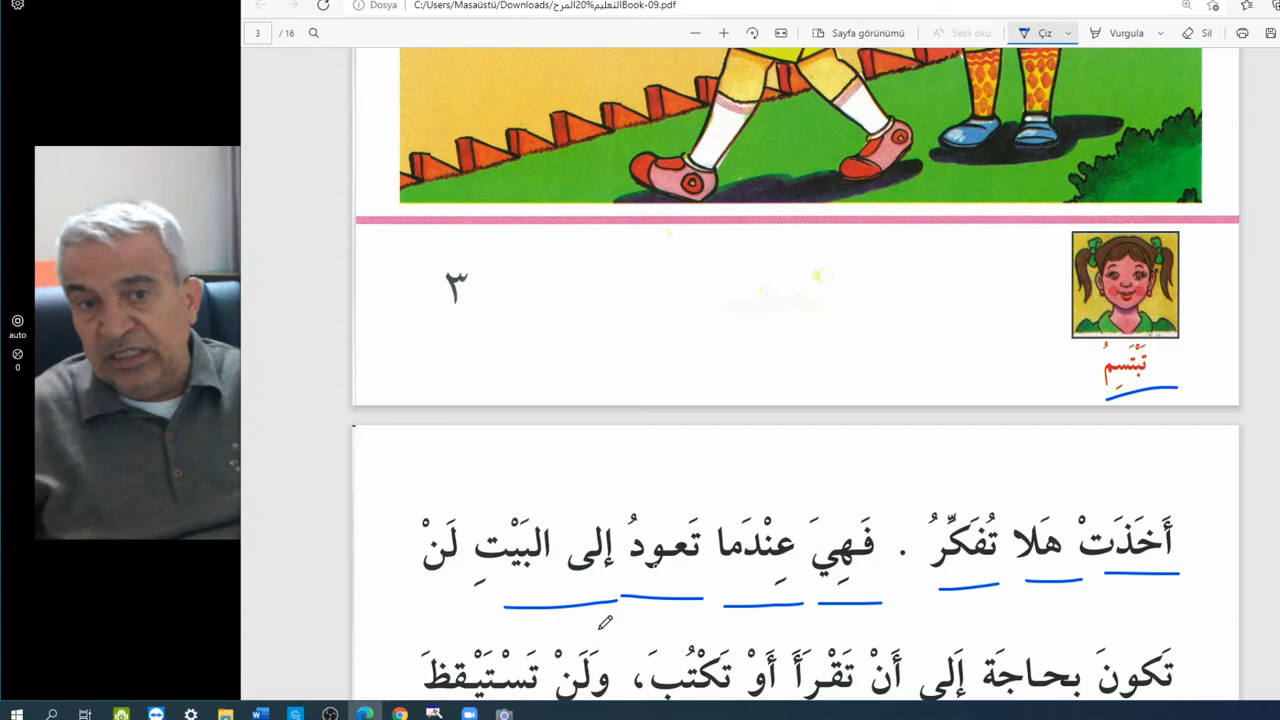 Dosya
C:/Users/Masaüstü/Downloads/التعليم%20المرح/Book-09.pdf
3 / 16
Sayfa görünümü
Sesli oku
Çiz
Vurgula
Sil
auto
0
٣
تَبْتَسِمُ
أَخَذَتْ هَلا تُفَكِّرُ . فَهِيَ عِنْدَما تَعودُ إلى البَيْتِ لَنْ
تَكونَ بِحاجَة إَلى أَنْ تَقْرَأَ أَوْ تَكْتُبَ، وَلَنْ تَسْتَيْقِظَ